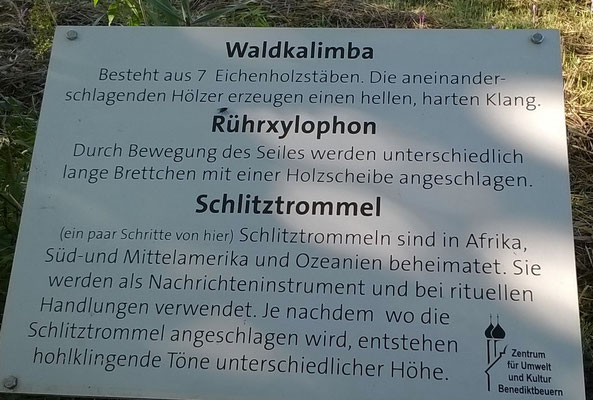 Waldkalimba
Besteht aus 7 Eichenholzstäben. Die aneinander-
schlagenden Hölzer erzeugen einen hellen, harten Klang.
Rührxylophon
Durch Bewegung des Seiles werden unterschiedlich
lange Brettchen mit einer Holzscheibe angeschlagen.
Schlitztrommel
(ein paar Schritte von hier) Schlitztrommeln sind in Afrika,
Süd-und Mittelamerika und Ozeanien beheimatet. Sie
werden als Nachrichteninstrument und bei rituellen
Handlungen verwendet. Je nachdem wo die
Schlitztrommel angeschlagen wird, entstehen
hohlklingende Töne unterschiedlicher Höhe.
Zentrum
für Umwelt
und Kultur
Benediktbeuern